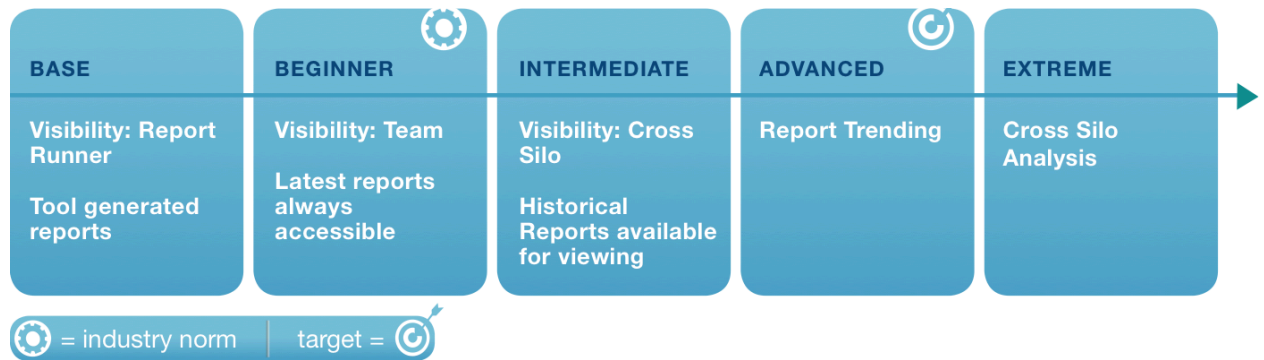 BASE
Visibility: Report
Runner
Tool generated
reports
BEGINNER
Visibility: Team
Latest reports
always
accessible
INTERMEDIATE
Visibility: Cross
Silo
Historical
Reports available
for viewing
ADVANCED
Report Trending
EXTREME
Cross Silo
Analysis
= industry norm
target =